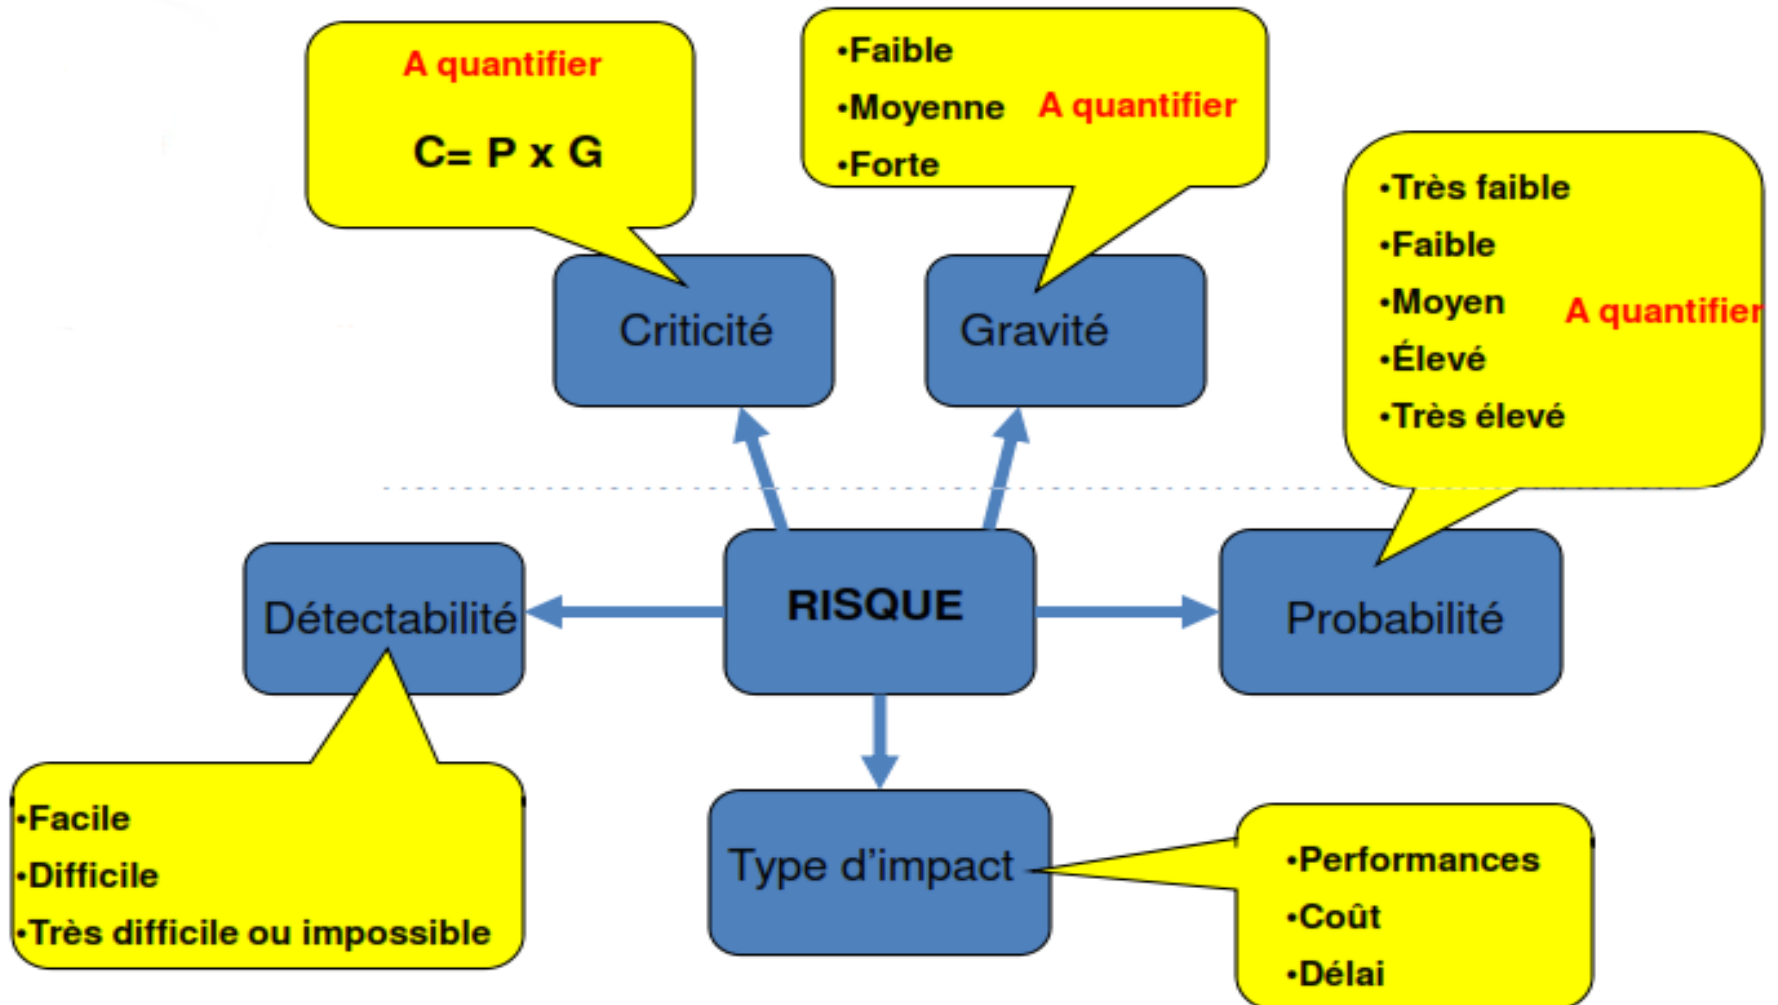 A quantifier
C= P x G
•Faible
•Moyenne
A quantifier
•Forte
•Très faible
•Faible
•Moyen
A quantifier
•Élevé
•Très élevé
Criticité
Gravité
Détectabilité
RISQUE
Probabilité
•Facile
•Difficile
•Très difficile ou impossible
Type d’impact
•Performances
•Coût
•Délai